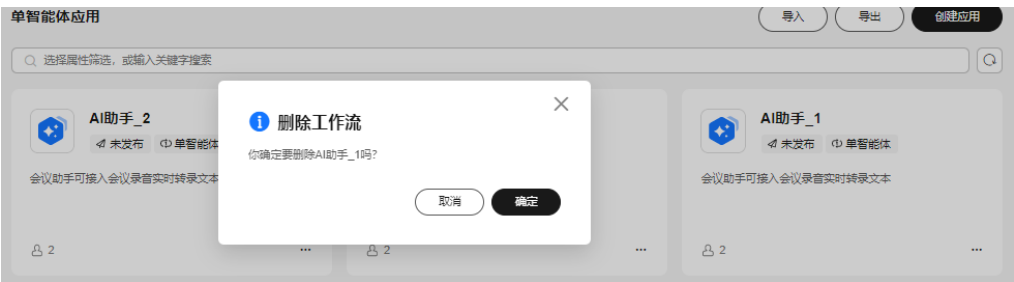 单智能体应用
导入
导出
创建应用
选择属性筛选，或输入关键字搜索
AI助手_2
未发布 单智能体
会议助手可接入会议录音实时转录文本
2
删除工作流
你确定要删除AI助手_1吗?
取消
确定
2
AI助手_1
未发布 单智能体
会议助手可接入会议录音实时转录文本
2